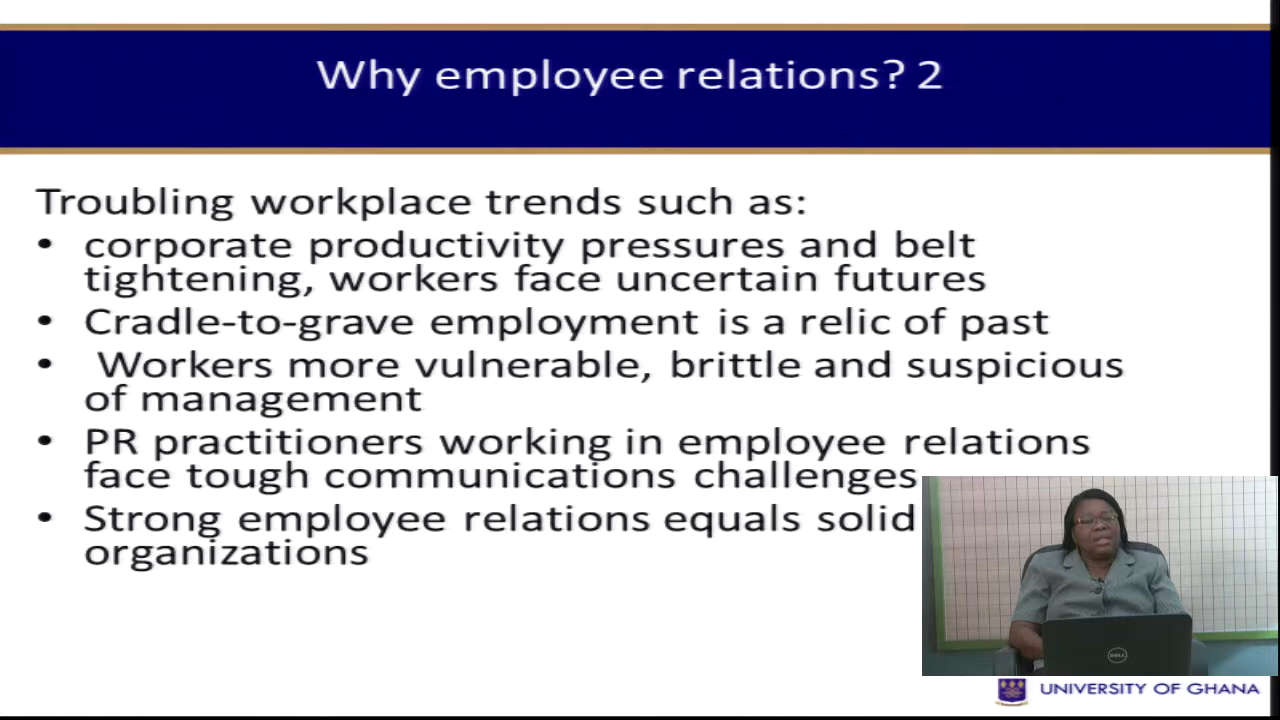 Why employee relations? 2
Troubling workplace trends such as:
• corporate productivity pressures and belt
tightening, workers face uncertain futures
• Cradle-to-grave employment is a relic of past
• Workers more vulnerable, brittle and suspicious
of management
• PR practitioners working in employee relations
face tough communications challenges
• Strong employee relations equals solid
organizations
DELL
UNIVERSITY OF GHANA